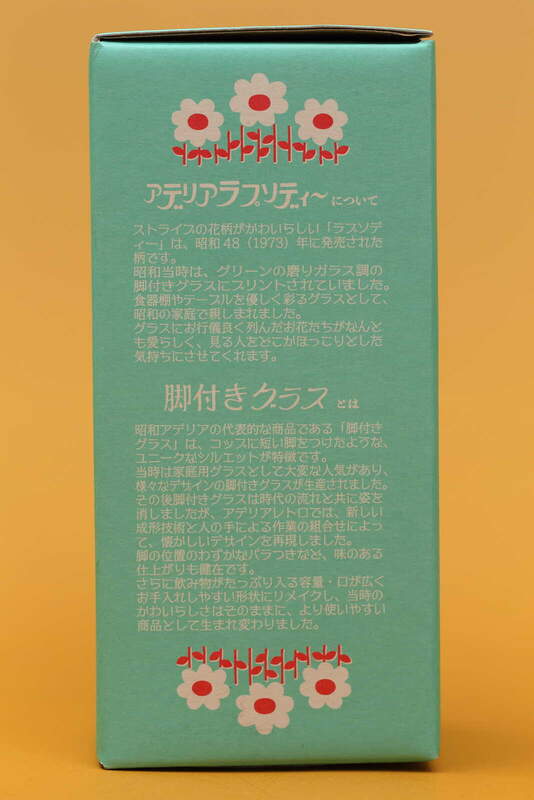 アデリアラプソディーについて
ストライプの花柄がかわいらしい「ラプソデ
ィー」は、昭和48（1973）年に発売された
柄です。
昭和当時は、グリーンの磨りガラス調の
脚付きグラスにプリントされていました。
食器棚やテーブルを優しく彩るグラスとして、
昭和の家庭で親しまれました。
グラスにお行儀良く列んだお花たちがなんと
も愛らしく、見る人をどこかほっこりとした
気持ちにさせてくれます。
脚付きグラスとは
昭和アデリアの代表的な商品である「脚付き
グラス」は、コップに短い脚をつけたような、
ユニークなシルエットが特徴です。
当時は家庭用グラスとして大変な人気があり、
様々なデザインの脚付きグラスが生産されました。
その後脚付きグラスは時代の流れと共に姿を
消しましたが、アデリアレトロでは、新しい
成形技術と人の手による作業の組合せによっ
て、懐かしいデザインを再現しました。
脚の位置のわずかなバラつきなど、味のある
仕上がりも健在です。
さらに飲み物がたっぷり入る容量・口が広く
お手入れしやすい形状にリメイクし、当時の
かわいらしさはそのままに、より使いやすい
商品として生まれ変わりました。